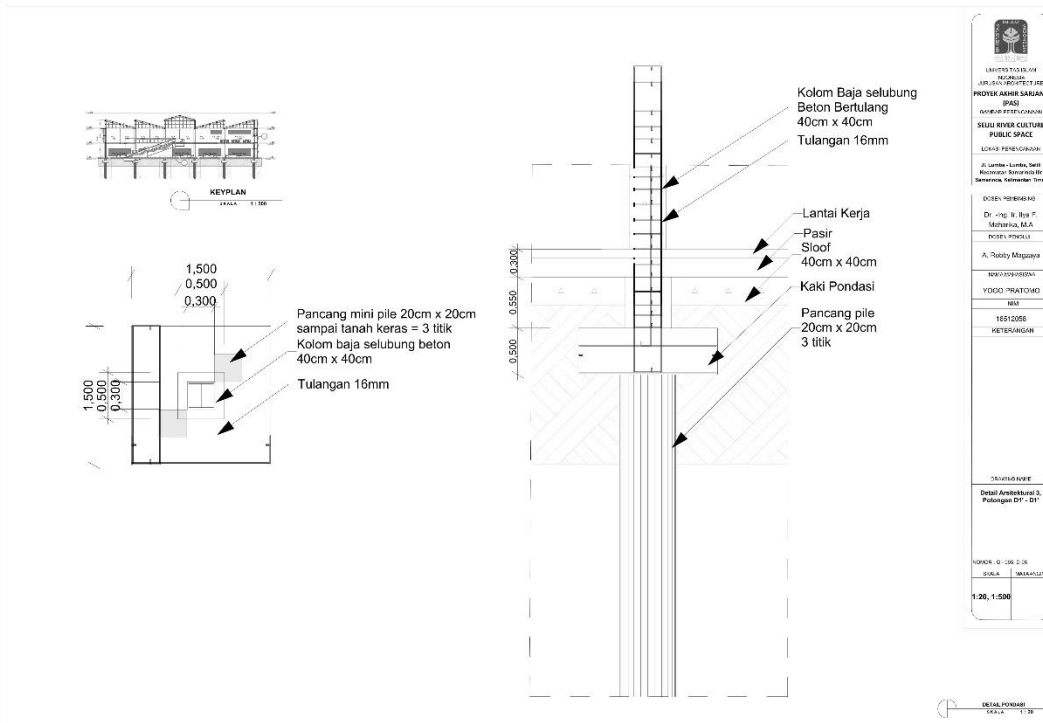 KEYPLAN
SKALA 1 : 500
1,500
0,500
0,300
1,500
0,500
0,300
Pancang mini pile 20cm x 20cm
sampai tanah keras = 3 titik
Kolom baja selubung beton
40cm x 40cm
Tulangan 16mm
Kolom Baja selubung
Beton Bertulang
40cm x 40cm
Tulangan 16mm
Lantai Kerja
Pasir
Sloof
40cm x 40cm
Kaki Pondasi
Pancang pile
20cm x 20cm
3 titik
0,300
0,550
0,500
UNIVERSITAS ISLAM
INDONESIA
JURUSAN ARCHITECTURE
PROYEK AKHIR SARJANA
(PAS)
GAMBAR PERENCANAAN
SELILI RIVER CULTURE
PUBLIC SPACE
LOKASI PERENCANAAN
Jl. Lumba - Lumba, Selili
Kecamatan Samarinda Ilir
Samarinda, Kalimantan Tim
DOSEN PEMBIMBING
Dr. -Ing. Ir. Ilya F.
Maharika, M.A
DOSEN PENGUJI
A. Robby Magzaya
NAMA MAHASISWA
YOGO PRATOMO
NIM
16512056
KETERANGAN
DRAWING NAME
Detail Arsitektural 3,
Potongan D1' - D1'
NOMOR :
SKALA
1:20, 1:500
DETAIL PONDASI
SKALA 1 : 20